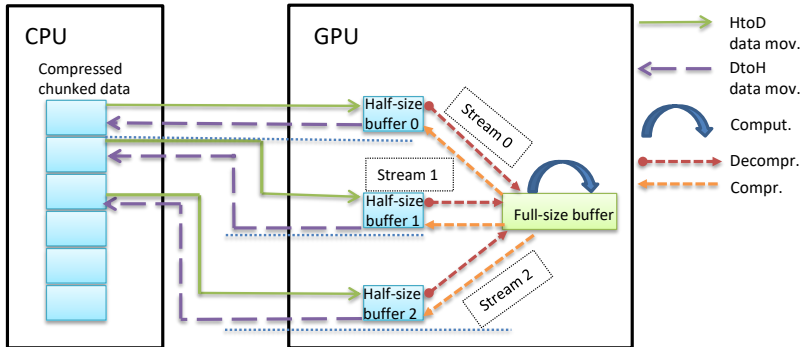 CPU
Compressed
chunked data
GPU
Half-size
buffer 0
Stream 0
Stream 1
Half-size
buffer 1
Full-size buffer
Half-size
buffer 2
Stream 2
HtoD
data mov.
DtoH
data mov.
Comput.
Decompr.
Compr.